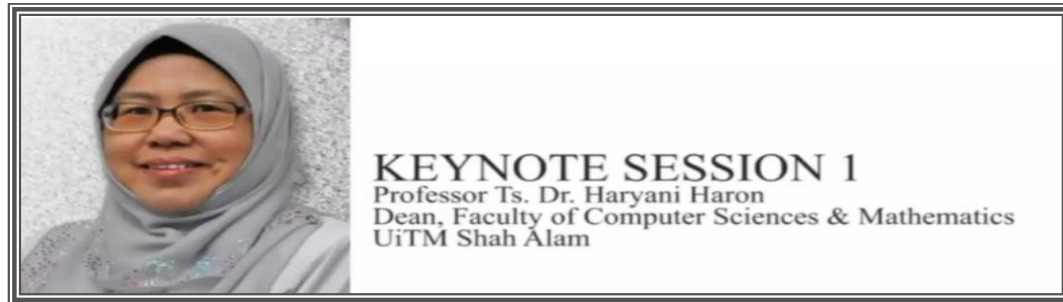 KEYNOTE SESSION 1
Professor Ts. Dr. Haryani Haron
Dean, Faculty of Computer Sciences & Mathematics
UiTM Shah Alam